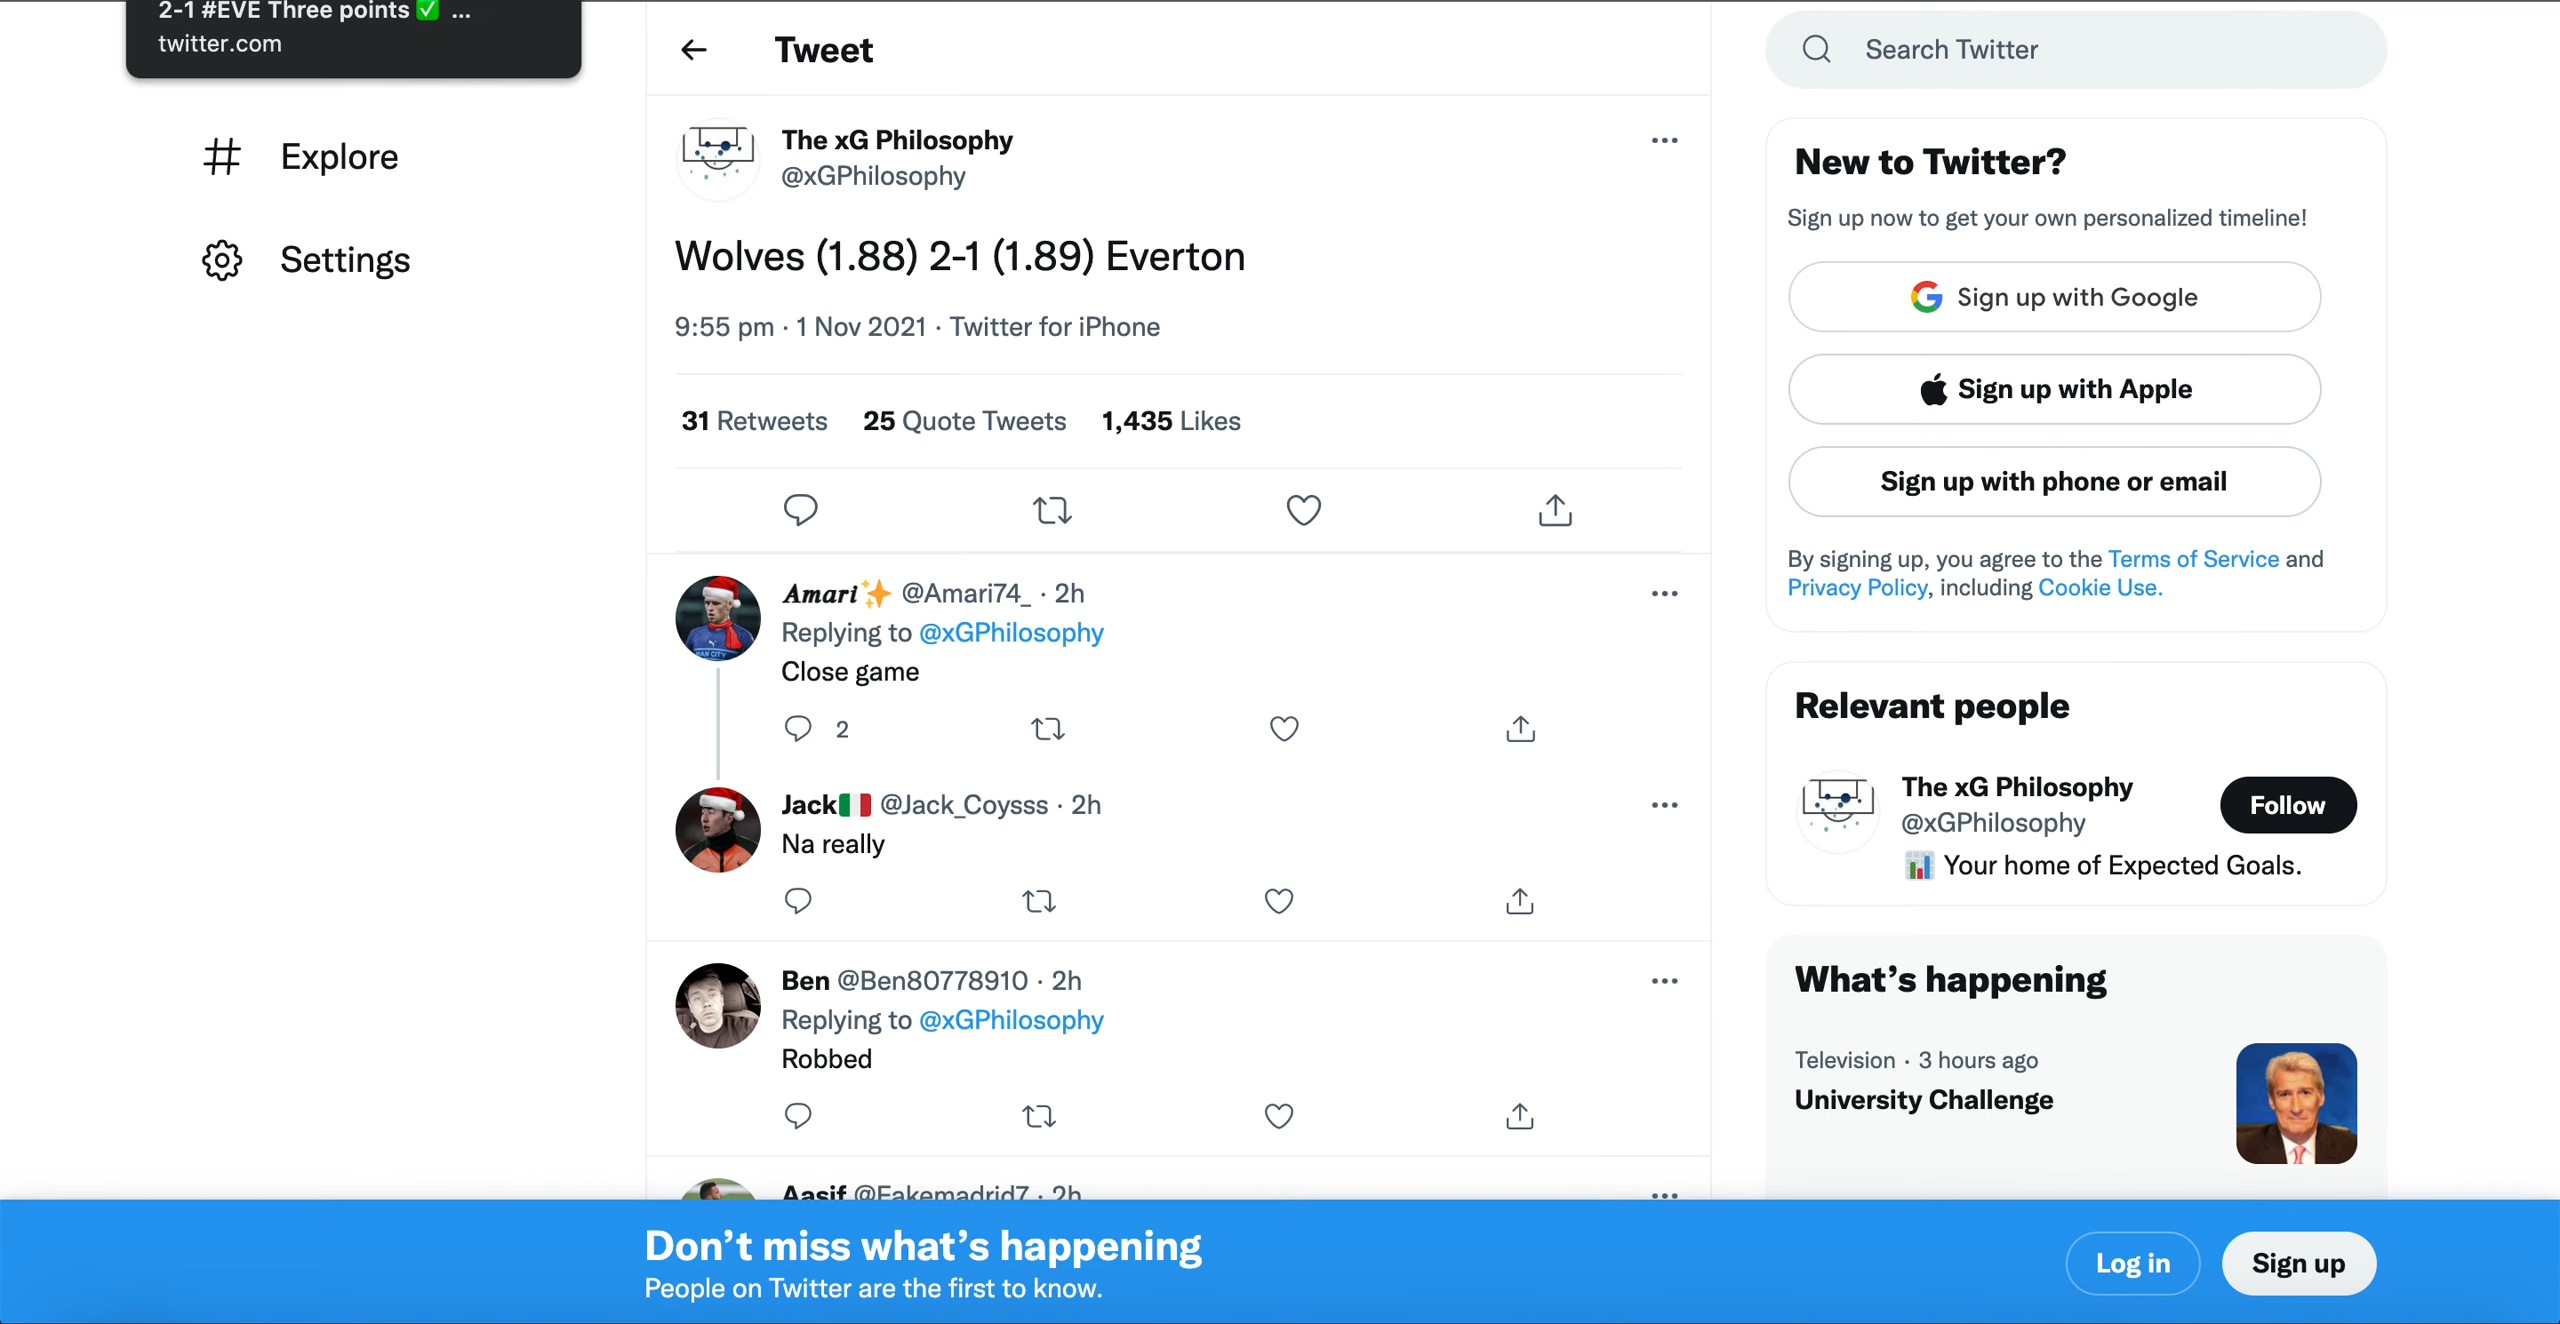 2-1 #EVE Three points ✅ ...
twitter.com
Explore
Settings
Tweet
The xG Philosophy
@xGPhilosophy
Wolves (1.88) 2-1 (1.89) Everton
9:55 pm · 1 Nov 2021 · Twitter for iPhone
31 Retweets 25 Quote Tweets 1,435 Likes
Amari✨ @Amari74_ · 2h
Replying to @xGPhilosophy
Close game
2
Jack🇮🇹 @Jack_Coysss · 2h
Na really
Ben @Ben80778910 · 2h
Replying to @xGPhilosophy
Robbed
Aasif @Fakemadrid7 · 2h
Search Twitter
New to Twitter?
Sign up now to get your own personalized timeline!
Sign up with Google
Sign up with Apple
Sign up with phone or email
By signing up, you agree to the Terms of Service and
Privacy Policy, including Cookie Use.
Relevant people
The xG Philosophy
@xGPhilosophy
Follow
📊 Your home of Expected Goals.
What's happening
Television · 3 hours ago
University Challenge
Don't miss what's happening
People on Twitter are the first to know.
Log in
Sign up